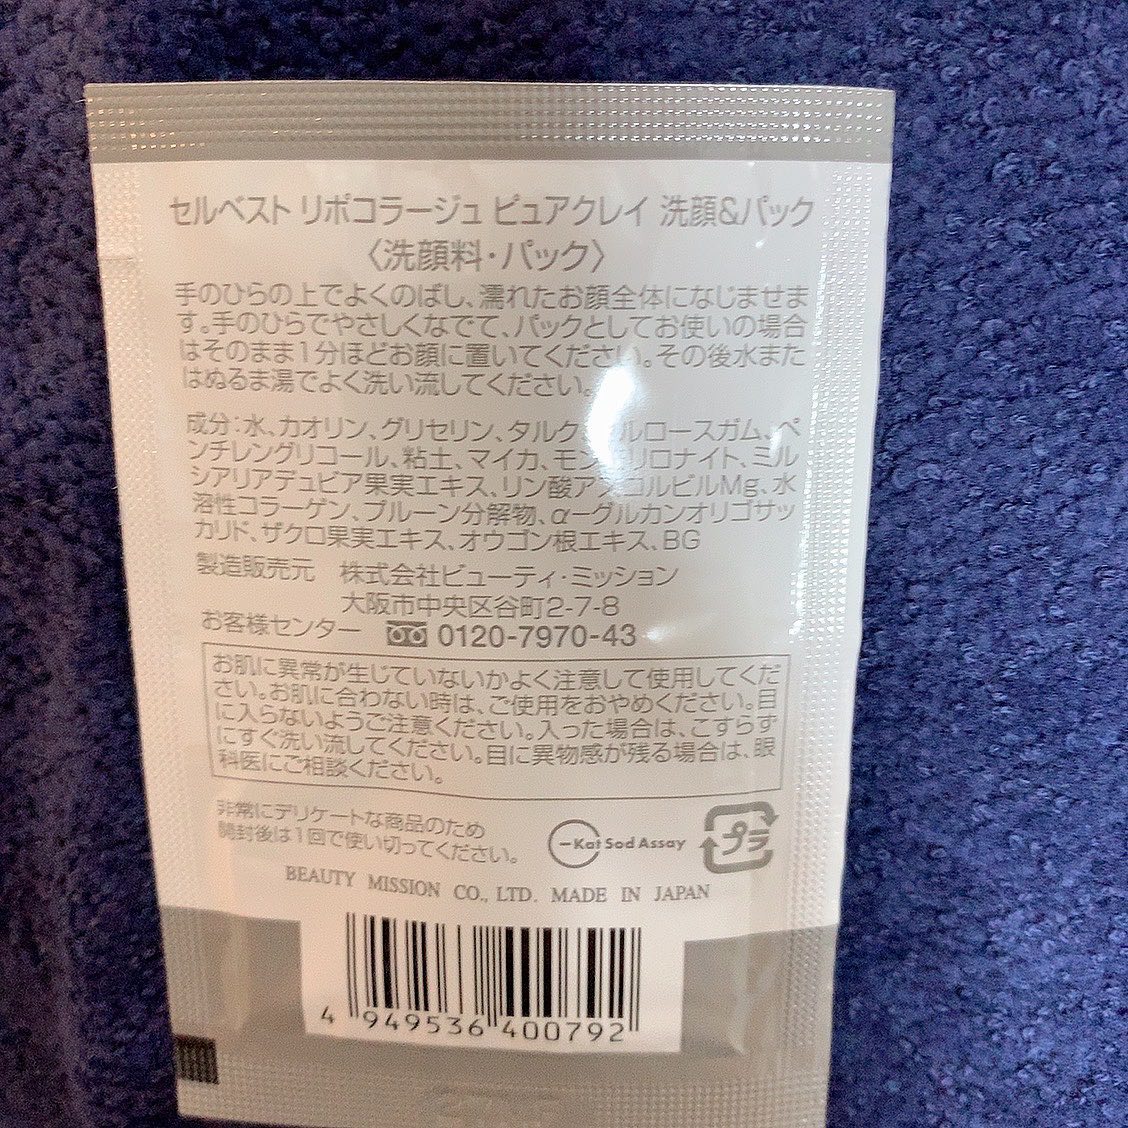 セルベスト リポコラージュ ピュアクレイ 洗顔&パック
〈洗顔料・パック〉
手のひらの上でよくのばし、濡れたお顔全体になじませま
す。手のひらでやさしくなでて、パックとしてお使いの場合
はそのまま1分ほどお顔に置いてください。その後水また
はぬるま湯でよく洗い流してください。
成分:水、カオリン、グリセリン、タルク ルロースガム、ペ
ンチレングリコール、粘土、マイカ、モン リロナイト、ミル
シアリアデュビア果実エキス、リン酸アスコルビルMg、水
溶性コラーゲン、プルーン分解物、α-グルカンオリゴサッ
カリド、ザクロ果実エキス、オウゴン根エキス、BG
製造販売元 株式会社ビューティ・ミッション
大阪市中央区谷町2-7-8
お客様センター 0120-7970-43
お肌に異常が生じていないかよく注意して使用してくだ
さい。お肌に合わない時は、ご使用をおやめください。目
に入らないようご注意ください。入った場合は、こすらず
にすぐ洗い流してください。目に異物感が残る場合は、眼
科医にご相談ください。
非常にデリケートな商品のため
開封後は1回で使い切ってください。
Kat Sod Assay
プラ
BEAUTY MISSION CO., LTD. MADE IN JAPAN
4 949536 400792